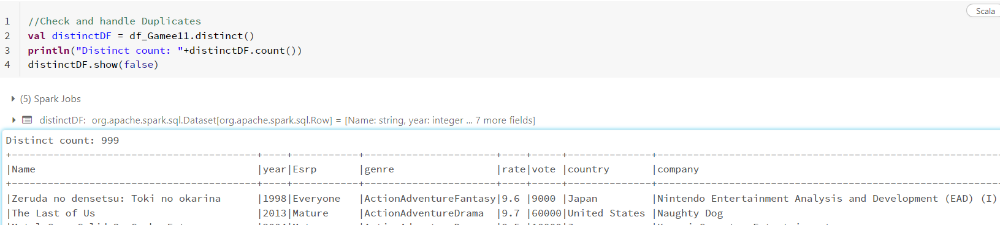 Scala
1 //Check and handle Duplicates
2 val distinctDF = df_Gamee11.distinct()
3 println("Distinct count: "+distinctDF.count())
4 distinctDF.show(false)
(5) Spark Jobs
distinctDF: org.apache.spark.sql.Dataset[org.apache.spark.sql.Row] = [Name: string, year: integer ... 7 more fields]
Distinct count: 999
|Name |year|Esrp |genre |rate|vote |country |company
|Zeruda no densetsu: Toki no okarina |1998|Everyone |ActionAdventureFantasy|9.6 |9000 |Japan |Nintendo Entertainment Analysis and Development (EAD) (I)
|The Last of Us |2013|Mature |ActionAdventureDrama |9.7 |60000|United States |Naughty Dog